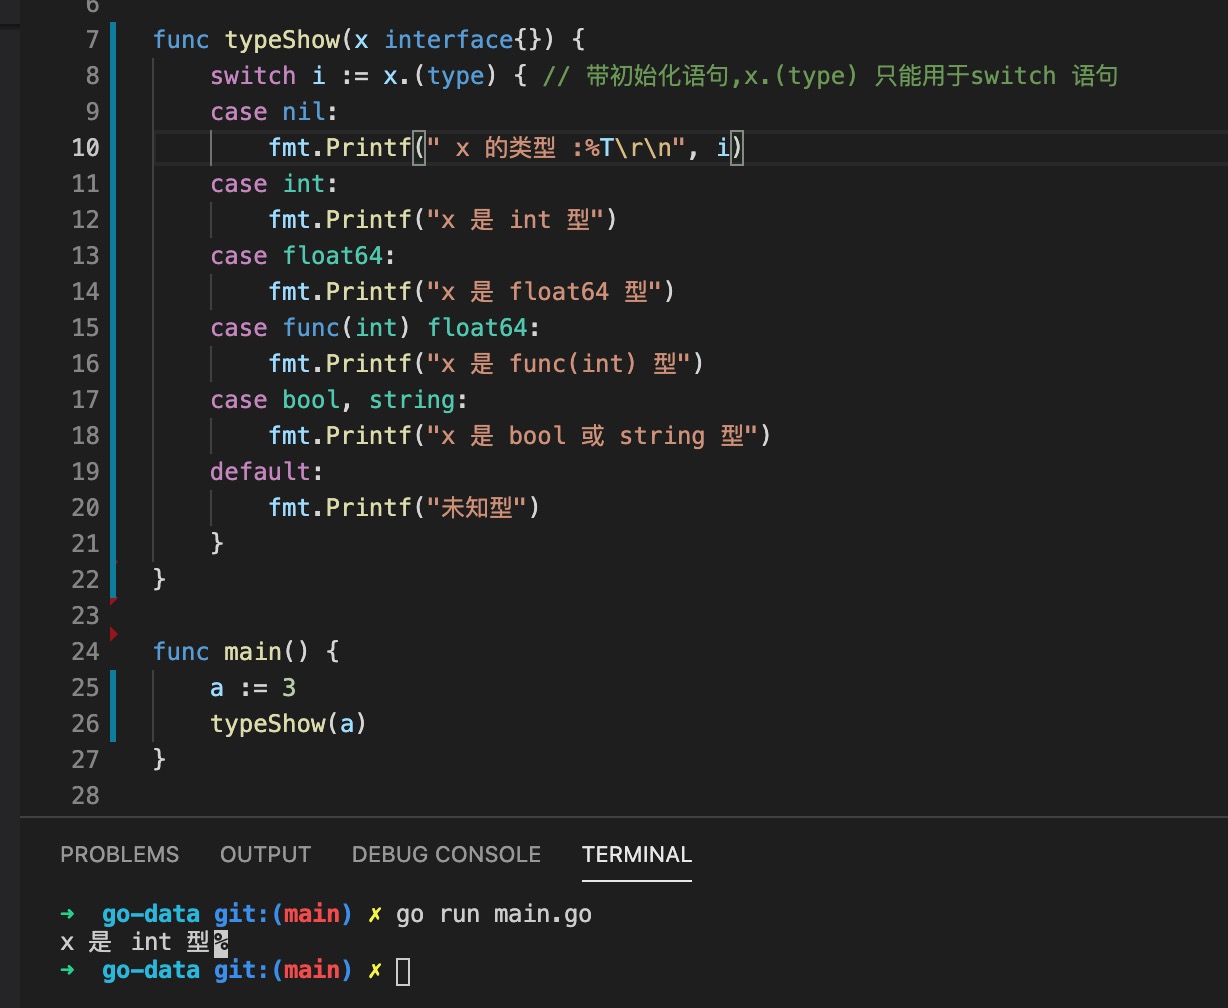 6
7 func typeShow(x interface{}) {
8 switch i := x.(type) { // 带初始化语句,x.(type) 只能用于switch 语句
9 case nil:
10 fmt.Printf(" x 的类型 :%T\r\n", i)
11 case int:
12 fmt.Printf("x 是 int 型")
13 case float64:
14 fmt.Printf("x 是 float64 型")
15 case func(int) float64:
16 fmt.Printf("x 是 func(int) 型")
17 case bool, string:
18 fmt.Printf("x 是 bool 或 string 型")
19 default:
20 fmt.Printf("未知型")
21 }
22 }
23
24 func main() {
25 a := 3
26 typeShow(a)
27 }
28
PROBLEMS OUTPUT DEBUG CONSOLE TERMINAL
➜ go-data git:(main) ✗ go run main.go
x 是 int 型%
➜ go-data git:(main) ✗